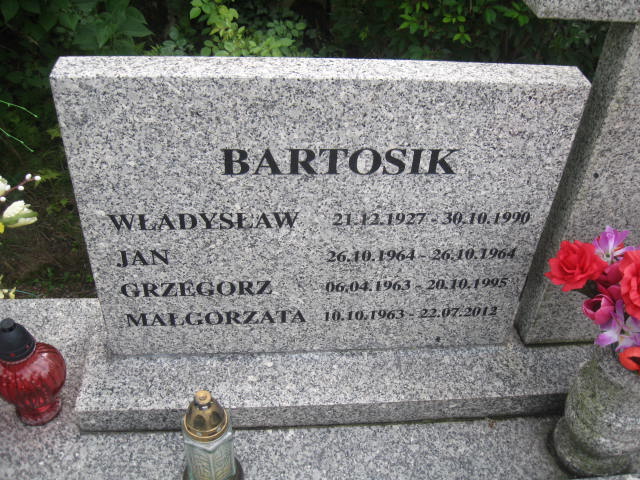 BARTOSIK
WŁADYSŁAW 21.12.1927 - 30.10.1990
JAN 26.10.1964 - 26.10.1964
GRZEGORZ 06.04.1963 - 20.10.1995
MAŁGORZATA 10.10.1963 - 22.07.2012